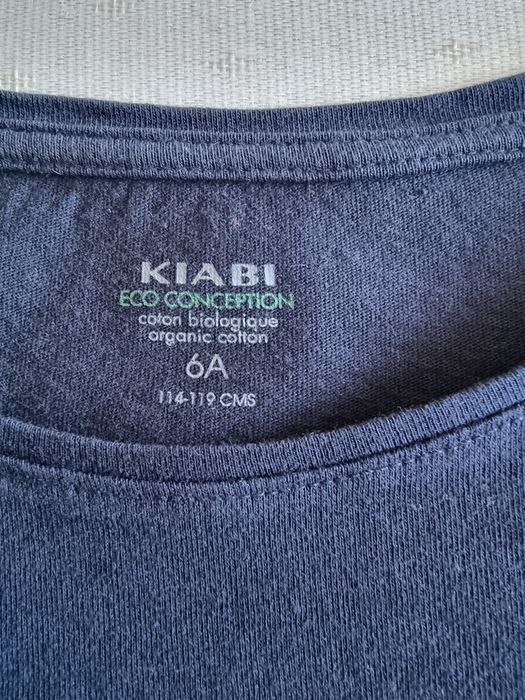 KIABI
ECO CONCEPTION
coton biologique
organic cotton
6A
114-119 CMS